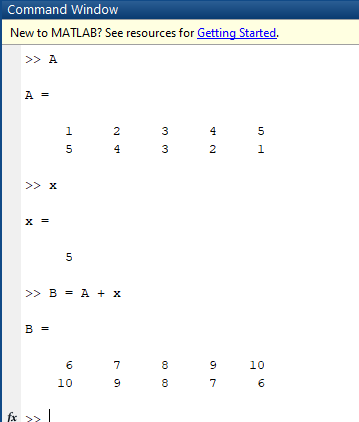 Command Window
New to MATLAB? See resources for Getting Started.
>> A
A =
1 2 3 4 5
5 4 3 2 1
>> x
x =
5
>> B = A + x
B =
6 7 8 9 10
10 9 8 7 6
fx >>